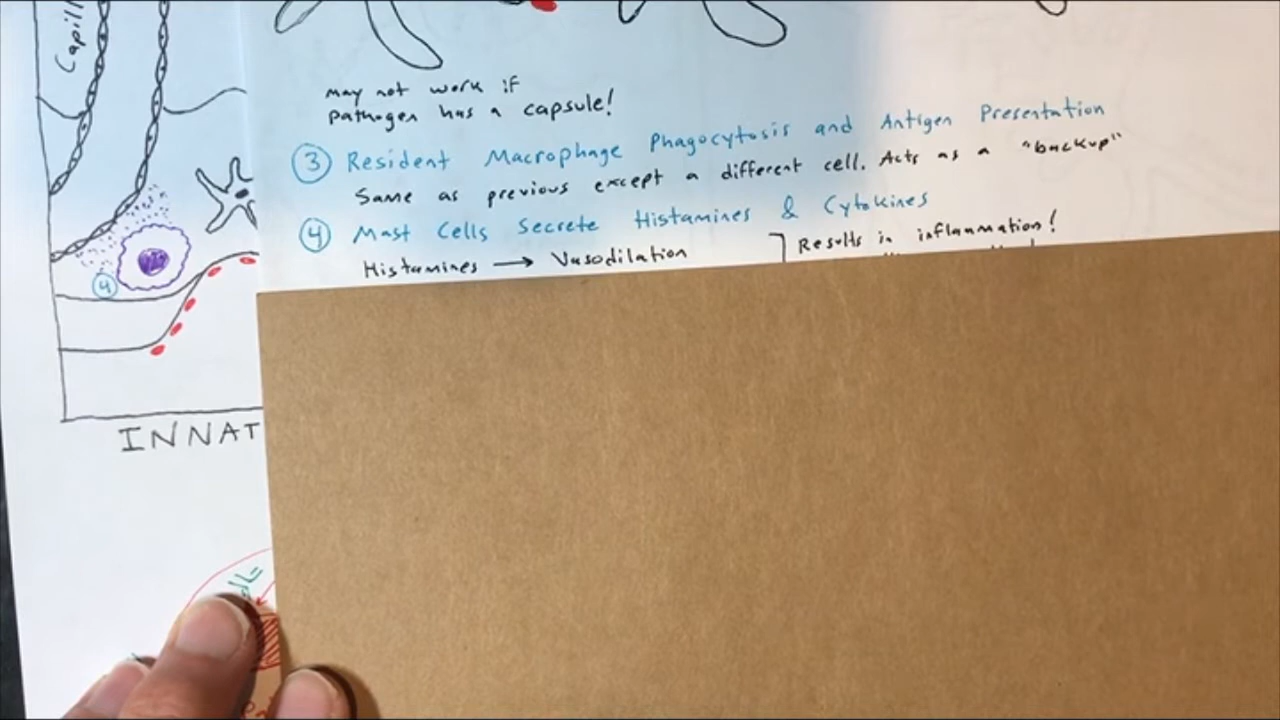 Capill
may not work if
pathogen has a capsule!
③ Resident Macrophage Phagocytosis and Antigen Presentation
Same as previous except a different cell. Acts as a "backup"
④ Mast Cells Secrete Histamines & Cytokines
Histamines → Vasodilation
Results in inflammation!
④
INNAT